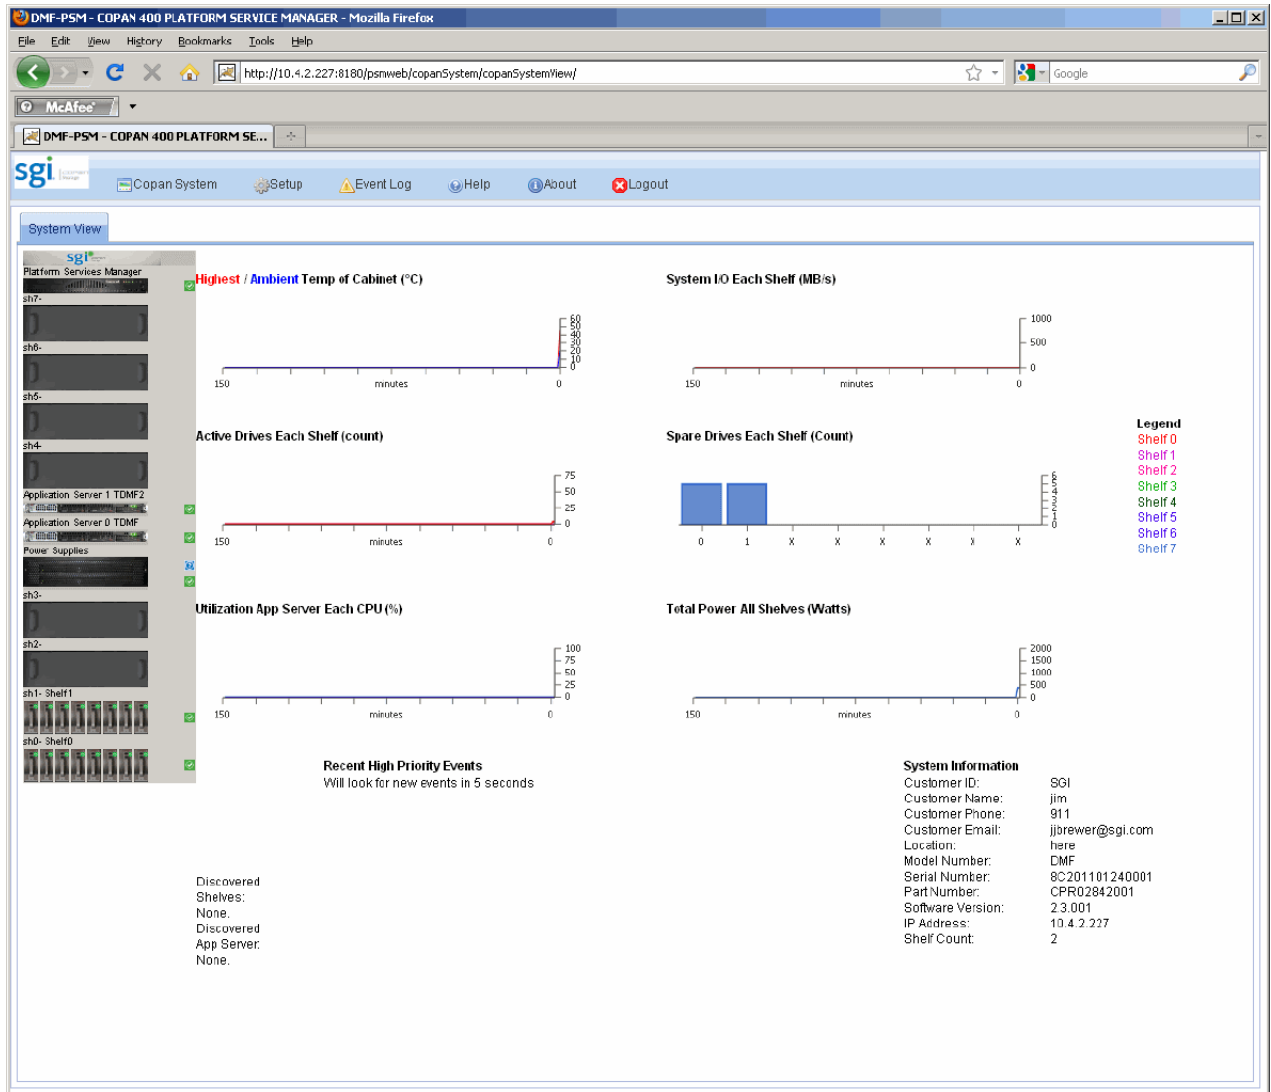 DMF-PSM - COPAN 400 PLATFORM SERVICE MANAGER - Mozilla Firefox
File Edit View History Bookmarks Tools Help
http://10.4.2.227:8180/psmweb/copanSystem/copanSystemView/
Google
McAfee
DMF-PSM - COPAN 400 PLATFORM SE...
sgi
Copan System Setup Event Log Help About Logout
System View
sgi
Platform Services Manager
sh7-
sh6-
sh5-
sh4-
Application Server 1 TDMF2
Application Server 0 TDMF
Power Supplies
sh3-
sh2-
sh1- Shelf1
sh0- Shelf0
Highest / Ambient Temp of Cabinet (°C)
60
50
40
30
20
10
0
150 minutes 0
System I/O Each Shelf (MB/s)
1000
500
0
150 minutes 0
Active Drives Each Shelf (count)
75
50
25
0
150 minutes 0
Spare Drives Each Shelf (Count)
6
5
4
3
2
1
0
0 1 X X X X X X
Legend
Shelf 0
Shelf 1
Shelf 2
Shelf 3
Shelf 4
Shelf 5
Shelf 6
Shelf 7
Utilization App Server Each CPU (%)
100
75
50
25
0
150 minutes 0
Total Power All Shelves (Watts)
2000
1500
1000
500
0
150 minutes 0
Recent High Priority Events
Will look for new events in 5 seconds
System Information
Customer ID: SGI
Customer Name: jim
Customer Phone: 911
Customer Email: jjbrewer@sgi.com
Location: here
Model Number: DMF
Serial Number: 8C201101240001
Part Number: CPR02842001
Software Version: 2.3.001
IP Address: 10.4.2.227
Shelf Count: 2
Discovered
Shelves:
None.
Discovered
App Server:
None.